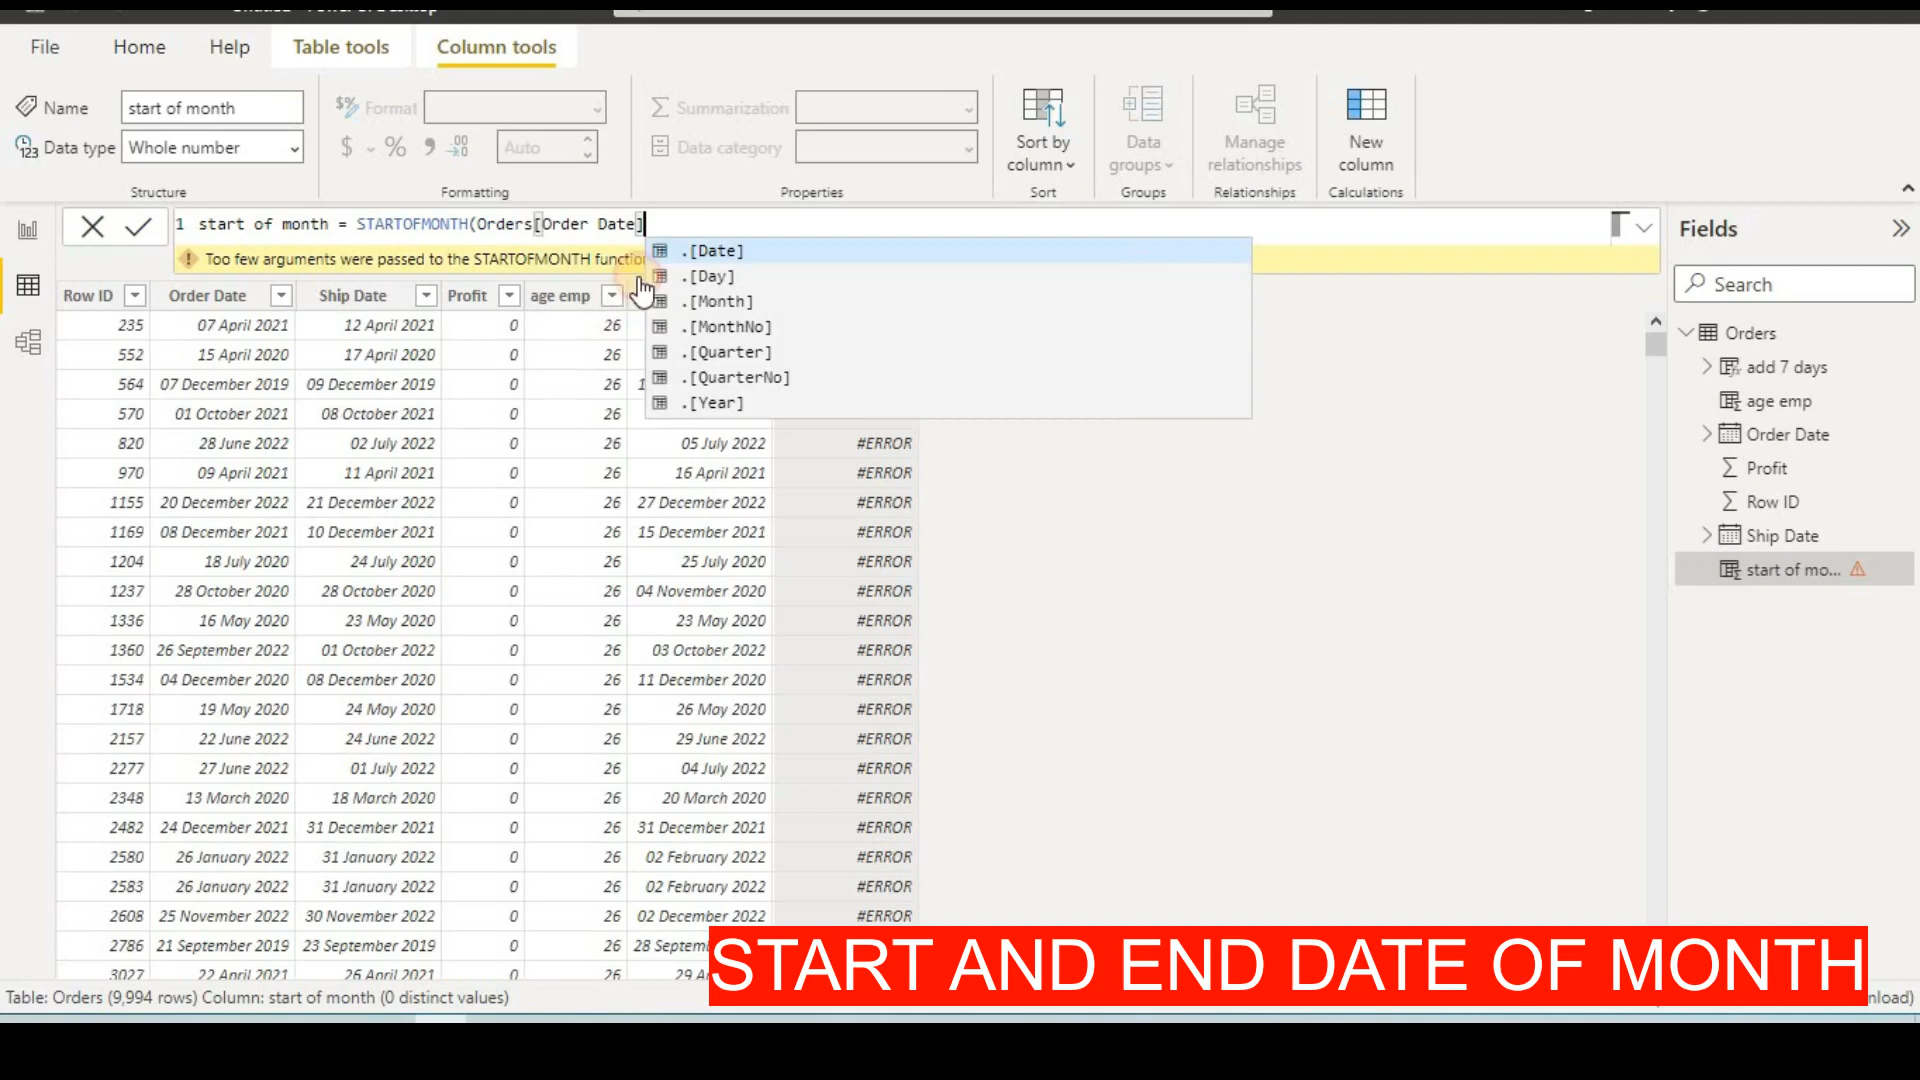 File Home Help Table tools Column tools
Name start of month
$% Format
Summarization
Data type Whole number
$ % Auto
Data category
Sort by column
Data groups
Manage relationships
New column
Structure Formatting Properties Sort Groups Relationships Calculations
1 start of month = STARTOFMONTH(Orders[Order Date]
Too few arguments were passed to the STARTOFMONTH
.[Date]
.[Day]
.[Month]
.[MonthNo]
.[Quarter]
.[QuarterNo]
.[Year]
Row ID Order Date Ship Date Profit age emp
235 07 April 2021 12 April 2021 0 26
552 15 April 2020 17 April 2020 0 26
564 07 December 2019 09 December 2019 0 26 1
570 01 October 2021 08 October 2021 0 26
820 28 June 2022 02 July 2022 0 26 05 July 2022 #ERROR
970 09 April 2021 11 April 2021 0 26 16 April 2021 #ERROR
1155 20 December 2022 21 December 2022 0 26 27 December 2022 #ERROR
1169 08 December 2021 10 December 2021 0 26 15 December 2021 #ERROR
1204 18 July 2020 24 July 2020 0 26 25 July 2020 #ERROR
1237 28 October 2020 28 October 2020 0 26 04 November 2020 #ERROR
1336 16 May 2020 23 May 2020 0 26 23 May 2020 #ERROR
1360 26 September 2022 01 October 2022 0 26 03 October 2022 #ERROR
1534 04 December 2020 08 December 2020 0 26 11 December 2020 #ERROR
1718 19 May 2020 24 May 2020 0 26 26 May 2020 #ERROR
2157 22 June 2022 24 June 2022 0 26 29 June 2022 #ERROR
2277 27 June 2022 01 July 2022 0 26 04 July 2022 #ERROR
2348 13 March 2020 18 March 2020 0 26 20 March 2020 #ERROR
2482 24 December 2021 31 December 2021 0 26 31 December 2021 #ERROR
2580 26 January 2022 31 January 2022 0 26 02 February 2022 #ERROR
2583 26 January 2022 31 January 2022 0 26 02 February 2022 #ERROR
2608 25 November 2022 30 November 2022 0 26 02 December 2022 #ERROR
2786 21 September 2019 23 September 2019 0 26 28
3027 22 April 2021 26 April 2021 0 26 29
Table: Orders (9,994 rows) Column: start of month (0 distinct values)
START AND END DATE OF MONTH
Fields
Search
Orders
add 7 days
age emp
Order Date
Profit
Row ID
Ship Date
start of mo...